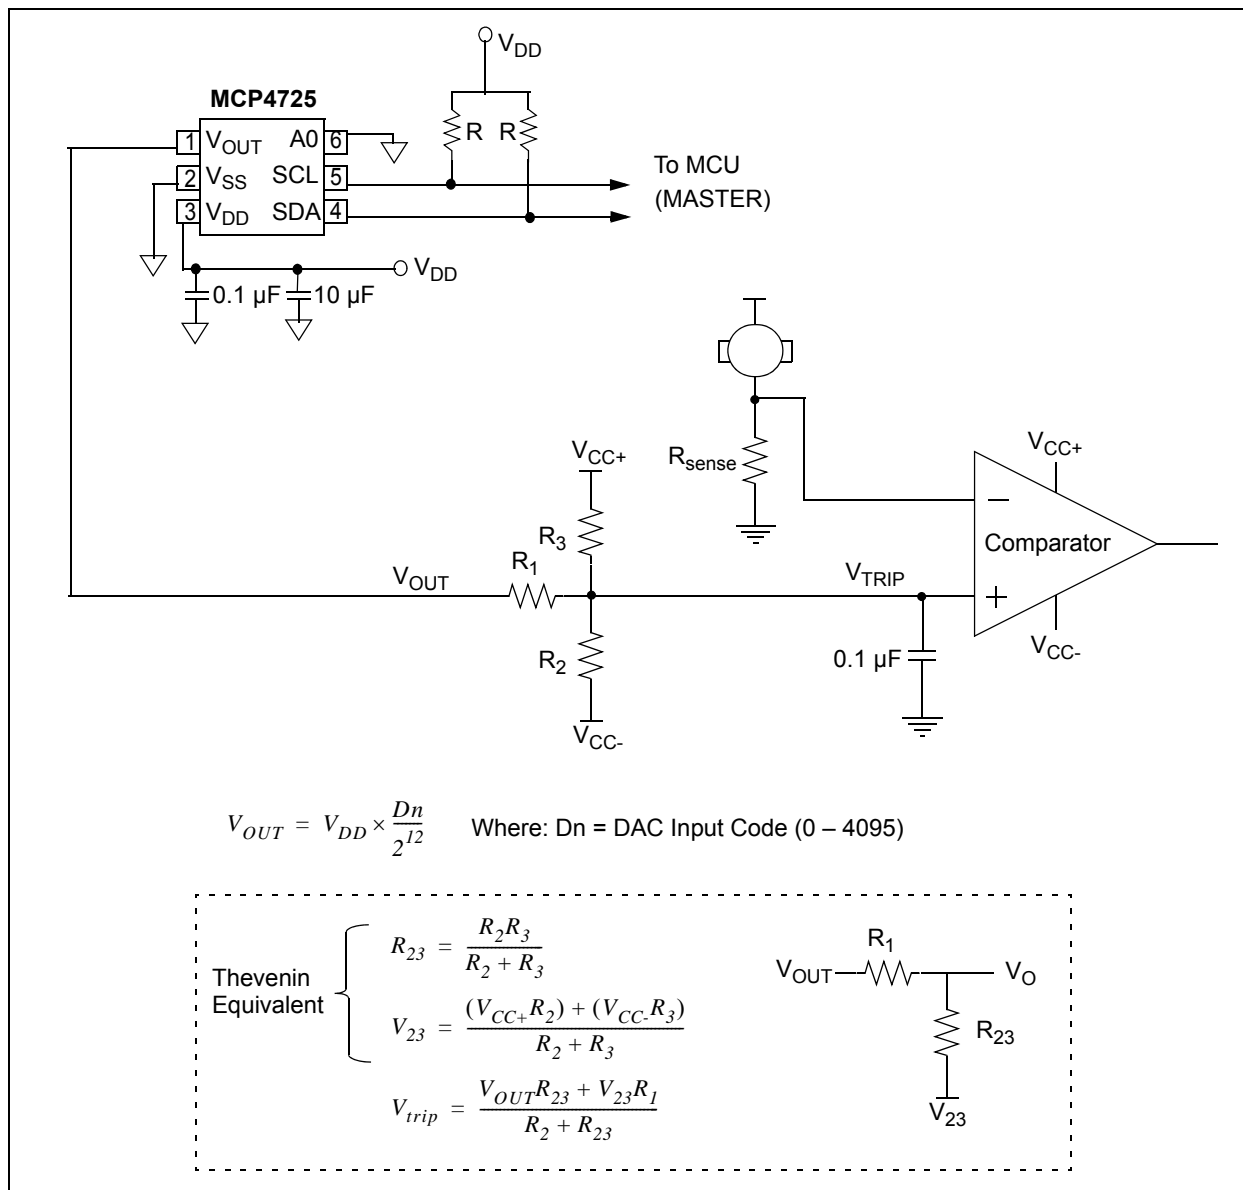 V_DD
MCP4725
R R
1 V_OUT A0 6
2 V_SS SCL 5
3 V_DD SDA 4
To MCU
(MASTER)
V_DD
0.1 µF 10 µF
V_CC+
R_sense
V_CC+
R_3
−
Comparator
V_OUT
R_1
V_TRIP
+
R_2
0.1 µF
V_CC-
V_CC-
V_OUT = V_DD × Dn / 2^12 Where: Dn = DAC Input Code (0 – 4095)
Thevenin
Equivalent
R_23 = R_2R_3 / R_2 + R_3
V_23 = (V_CC+R_2) + (V_CC-R_3) / R_2 + R_3
V_trip = V_OUTR_23 + V_23R_1 / R_2 + R_23
R_1
V_OUT V_O
R_23
V_23